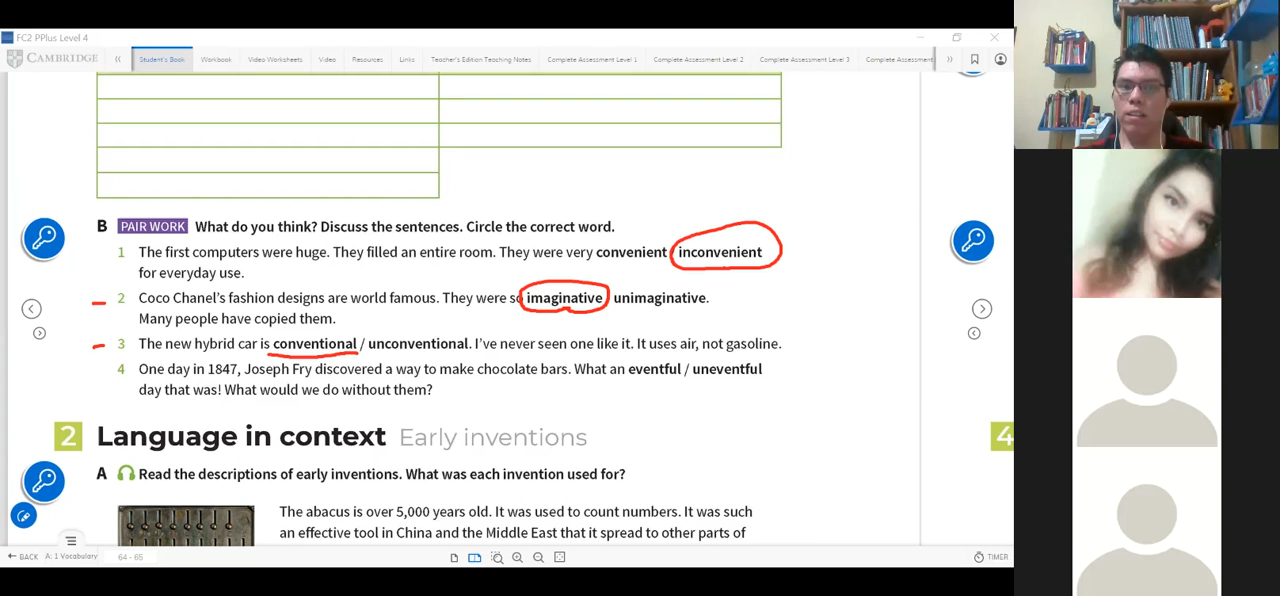 FC2 PPlus Level 4
CAMBRIDGE Student's Book Workbook Video Worksheets Video Resources Links Teacher's Edition Teaching Notes Complete Assessment Level 1 Complete Assessment Level 2 Complete Assessment Level 3 Complete Assessment
B PAIR WORK What do you think? Discuss the sentences. Circle the correct word.
1 The first computers were huge. They filled an entire room. They were very convenient / inconvenient
for everyday use.
2 Coco Chanel's fashion designs are world famous. They were so imaginative / unimaginative.
Many people have copied them.
3 The new hybrid car is conventional / unconventional. I've never seen one like it. It uses air, not gasoline.
4 One day in 1847, Joseph Fry discovered a way to make chocolate bars. What an eventful / uneventful
day that was! What would we do without them?
2 Language in context Early inventions
4
A Read the descriptions of early inventions. What was each invention used for?
The abacus is over 5,000 years old. It was used to count numbers. It was such
an effective tool in China and the Middle East that it spread to other parts of
BACK A: 1 Vocabulary 64 - 65 TIMER